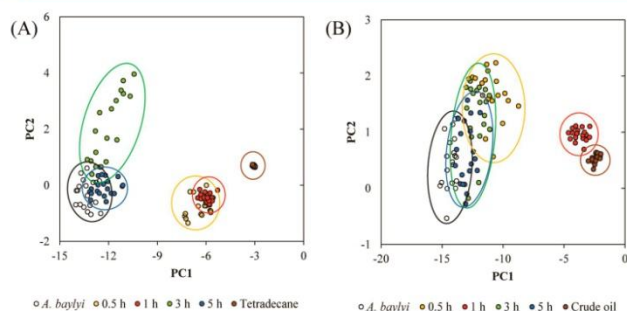 (A)
6
4
2
0
-2
PC2
-15 -12 -9 -6 -3 0
PC1
A. baylyi 0.5 h 1 h 3 h 5 h Tetradecane
(B)
3
2
1
0
-1
PC2
-20 -15 -10 -5 0
PC1
A. baylyi 0.5 h 1 h 3 h 5 h Crude oil